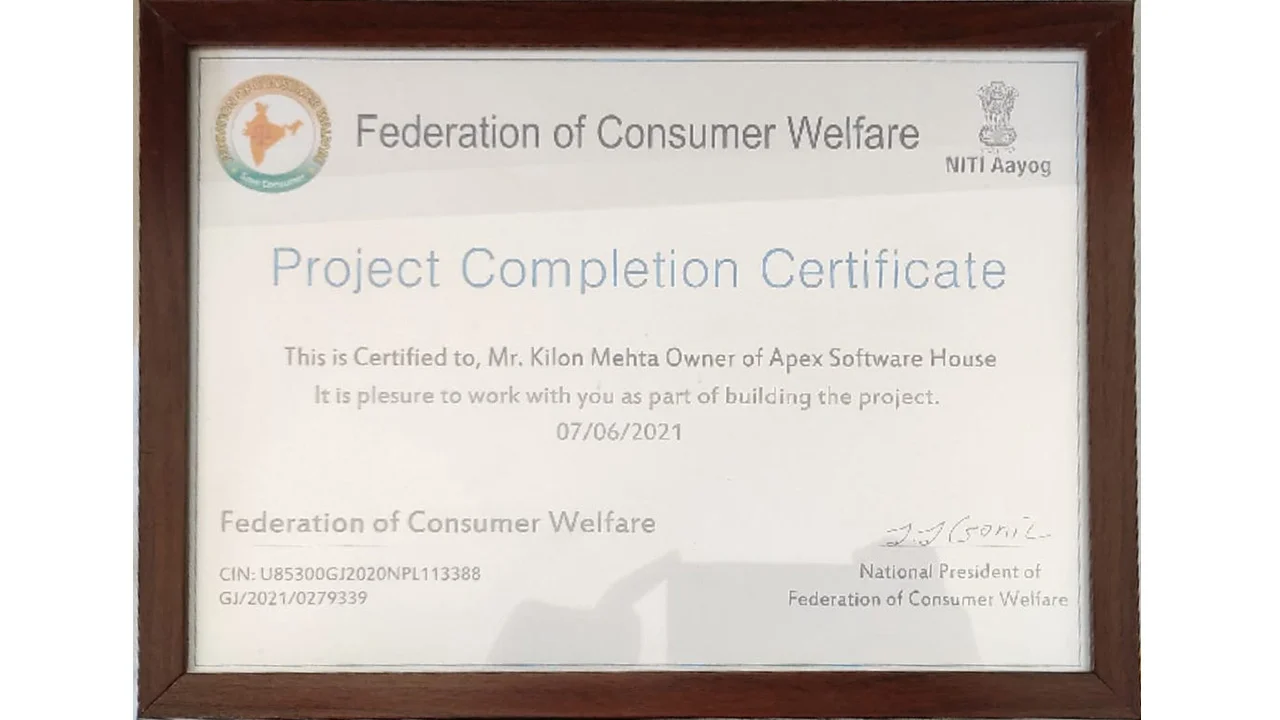 Federation of Consumer Welfare
NITI Aayog
Save Consumer
Project Completion Certificate
This is Certified to, Mr. Kilon Mehta Owner of Apex Software House
It is plesure to work with you as part of building the project.
07/06/2021
Federation of Consumer Welfare
CIN: U85300GJ2020NPL113388
GJ/2021/0279339
National President of
Federation of Consumer Welfare